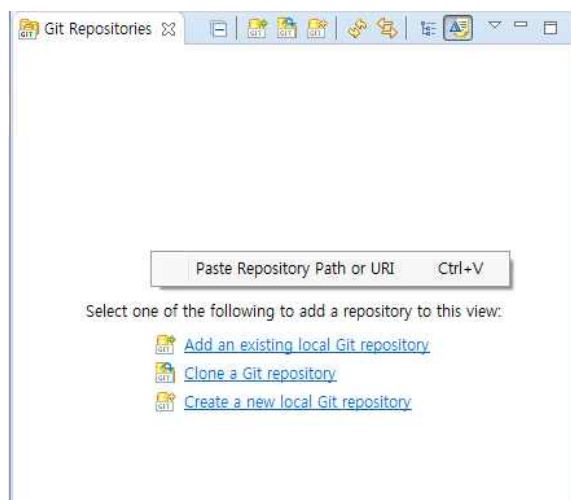 Git Repositories
Paste Repository Path or URI Ctrl+V
Select one of the following to add a repository to this view:
Add an existing local Git repository
Clone a Git repository
Create a new local Git repository